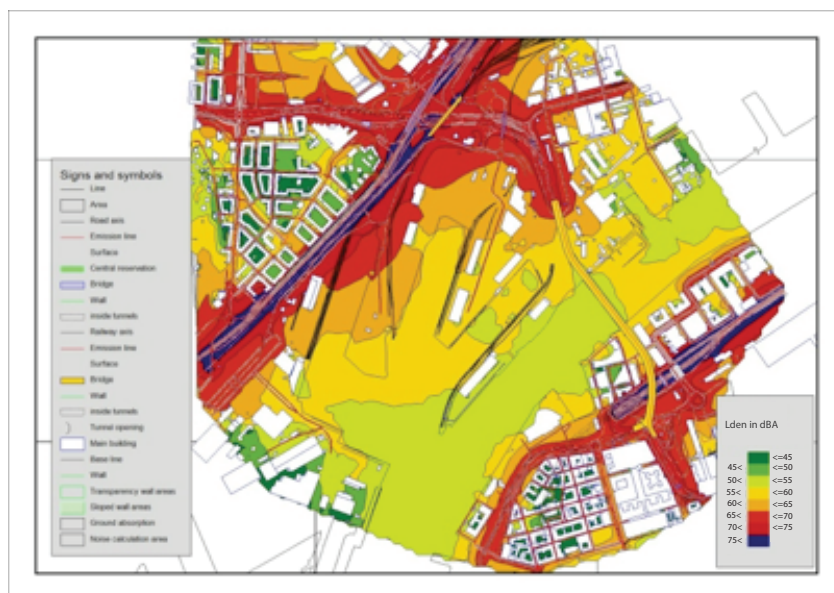 Signs and symbols
Line
Area
Road axis
Emission line
Surface
Central reservation
Bridge
Wall
inside tunnels
Railway axis
Emission line
Surface
Bridge
Wall
inside tunnels
Tunnel opening
Main building
Base line
Wall
Transparency wall areas
Sloped wall areas
Ground absorption
Noise calculation area
Lden in dBA
<=45
45< <=50
50< <=55
55< <=60
60< <=65
65< <=70
70< <=75
75<